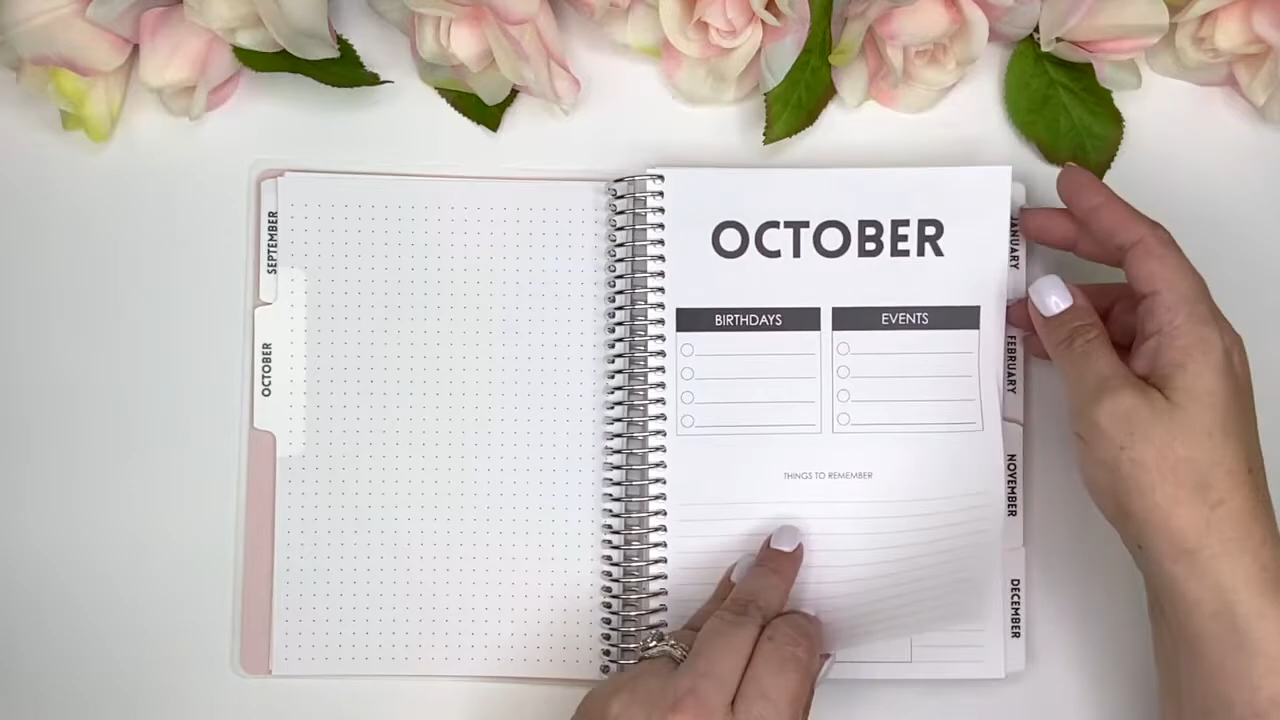 SEPTEMBER
OCTOBER
OCTOBER
BIRTHDAYS
EVENTS
THINGS TO REMEMBER
JANUARY
FEBRUARY
NOVEMBER
DECEMBER